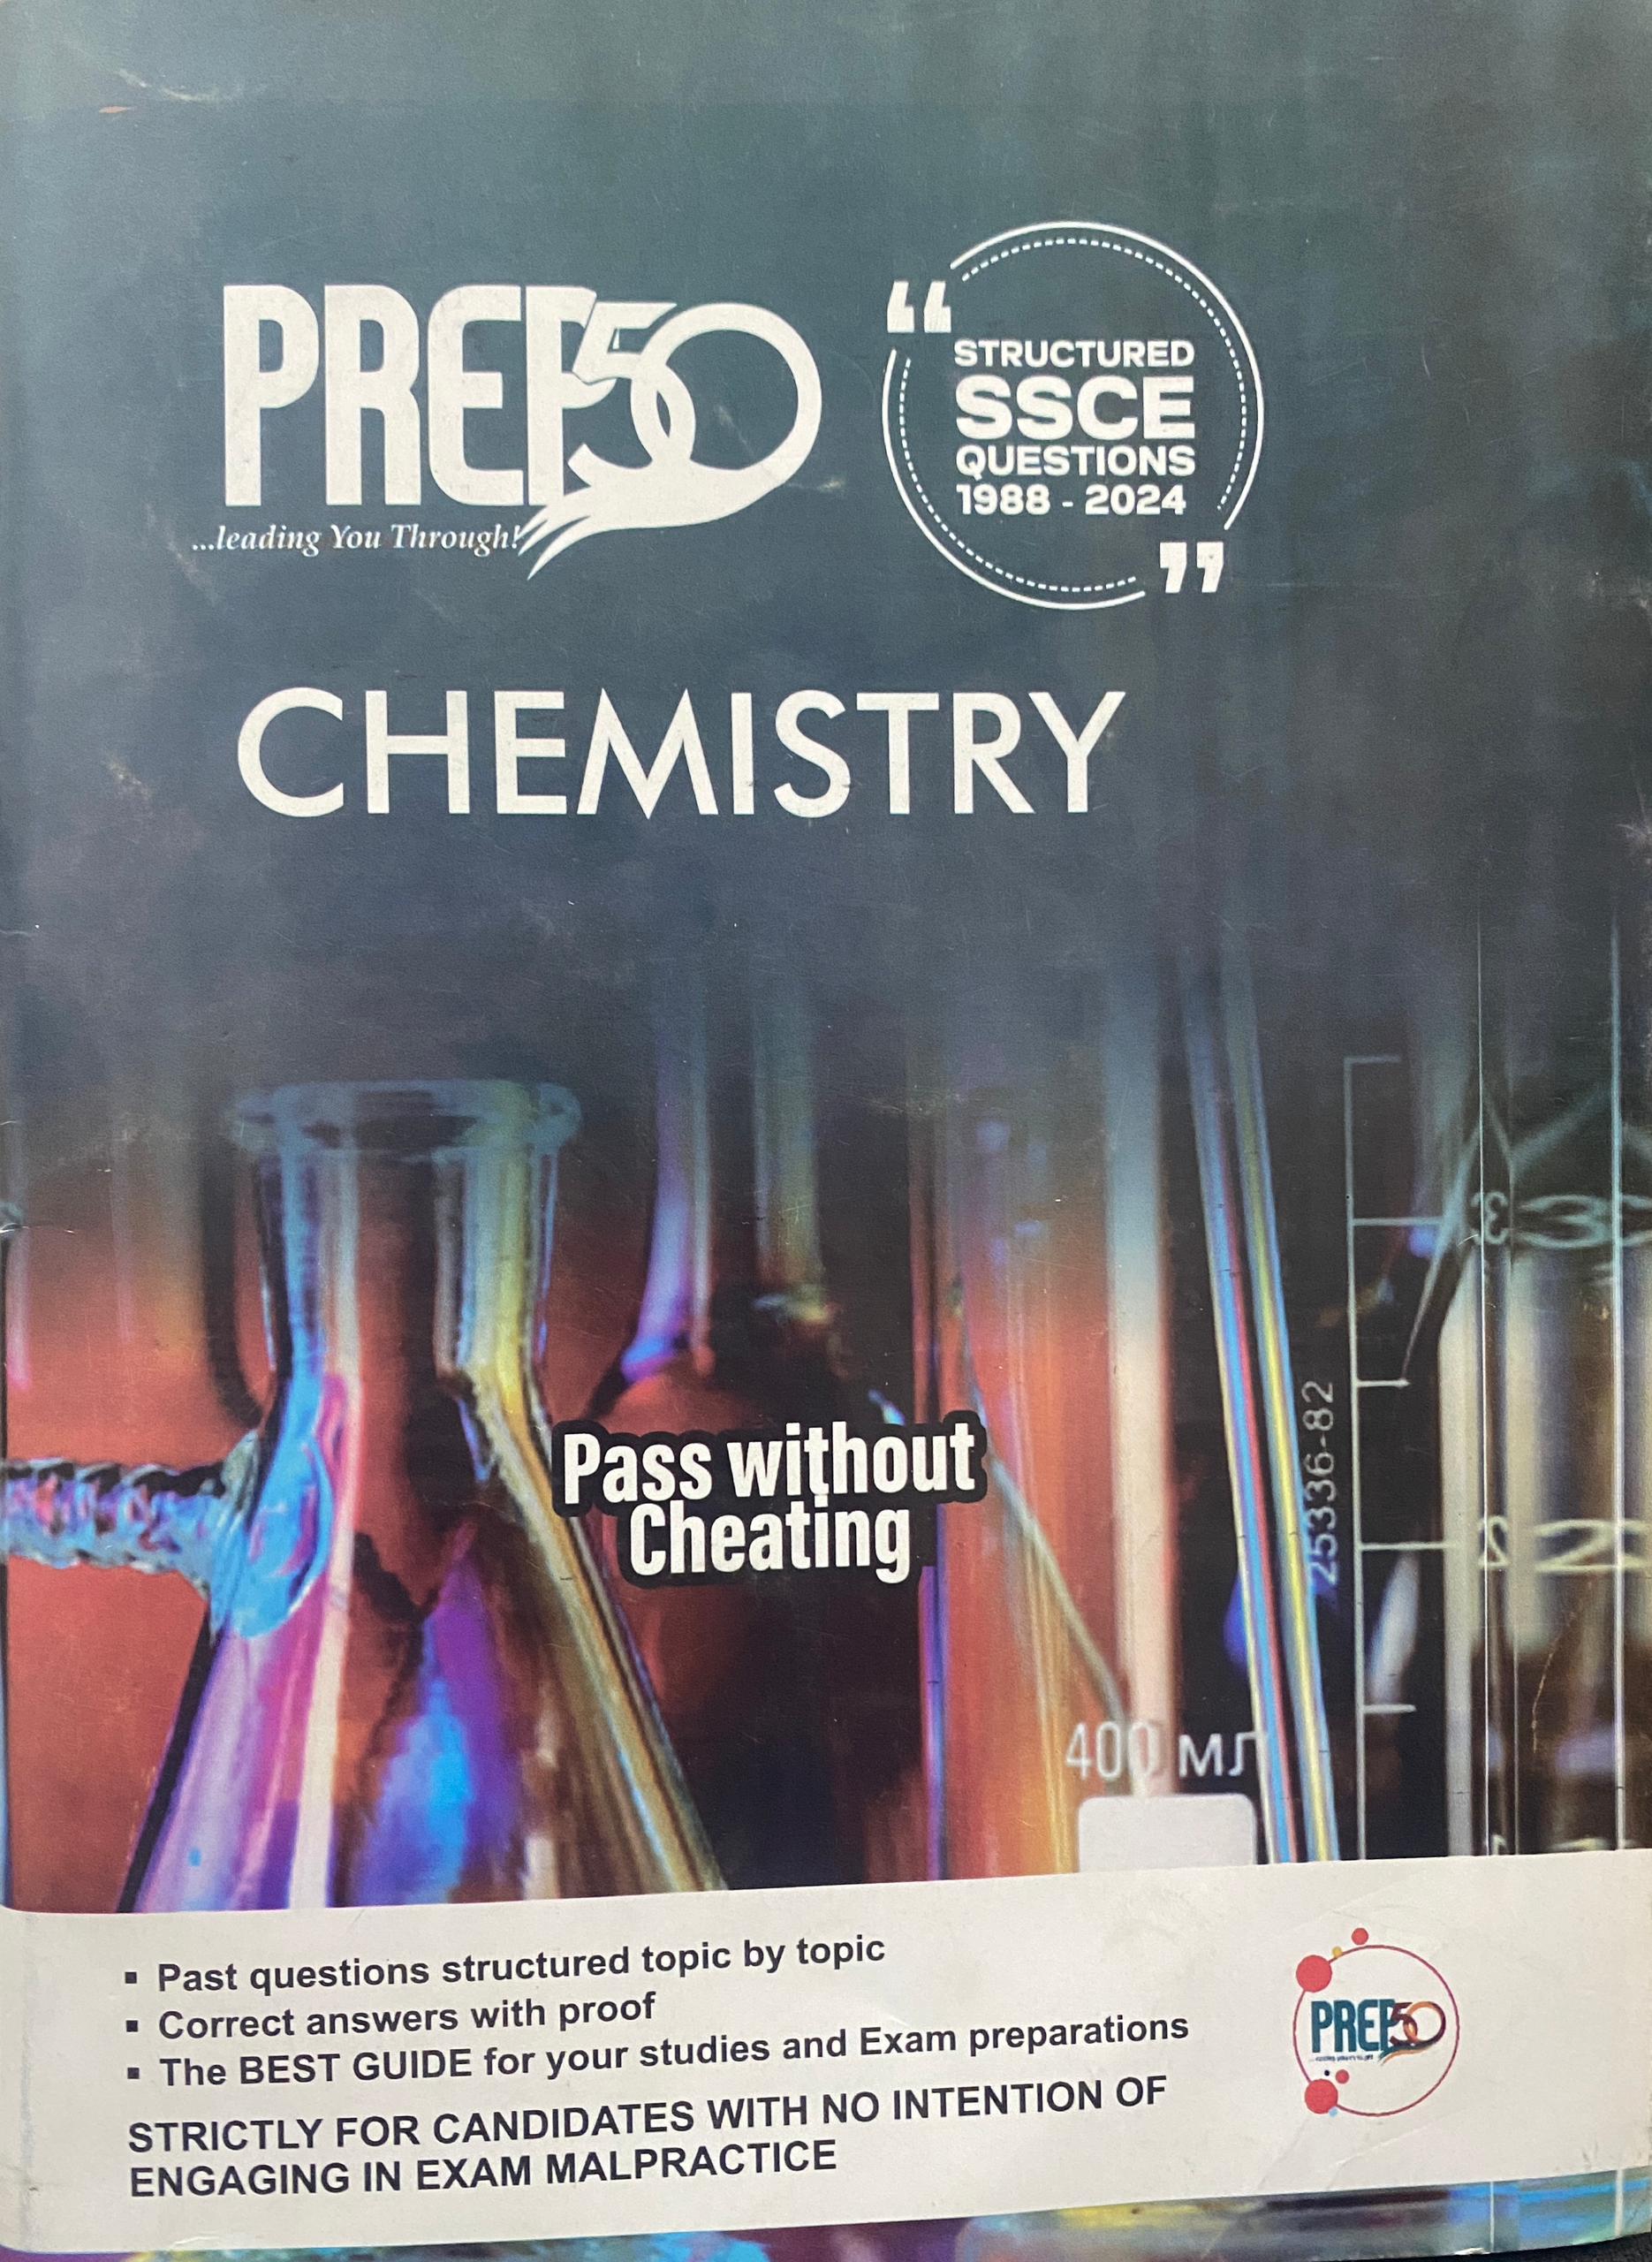 PREP50
...leading You Through!
“
STRUCTURED
SSCE
QUESTIONS
1988 - 2024
”
CHEMISTRY
3
25336-82
2
Pass without
Cheating
400 МЛ
▪ Past questions structured topic by topic
▪ Correct answers with proof
▪ The BEST GUIDE for your studies and Exam preparations
STRICTLY FOR CANDIDATES WITH NO INTENTION OF
ENGAGING IN EXAM MALPRACTICE
PREP50